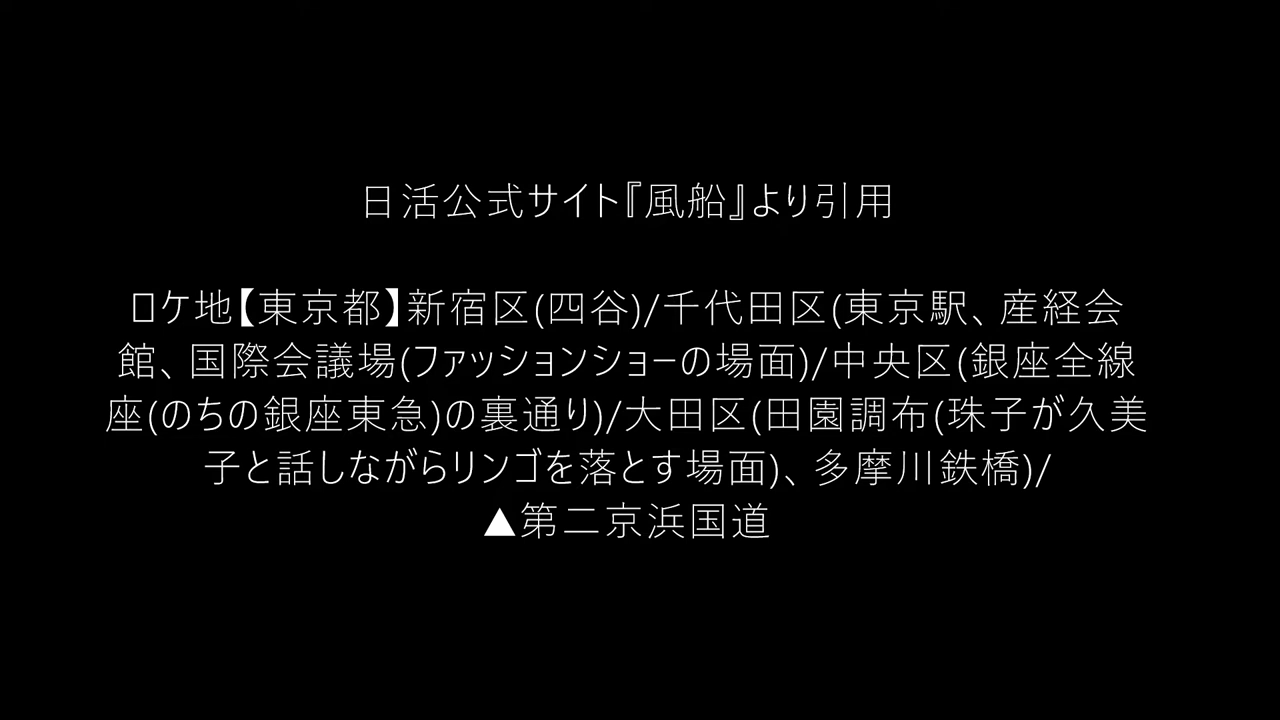 日活公式サイト『風船』より引用
ロケ地【東京都】新宿区(四谷)/千代田区(東京駅、産経会
館、国際会議場(ファッションショーの場面)/中央区(銀座全線
座(のちの銀座東急)の裏通り)/大田区(田園調布(珠子が久美
子と話しながらリンゴを落とす場面)、多摩川鉄橋)/
▲第二京浜国道